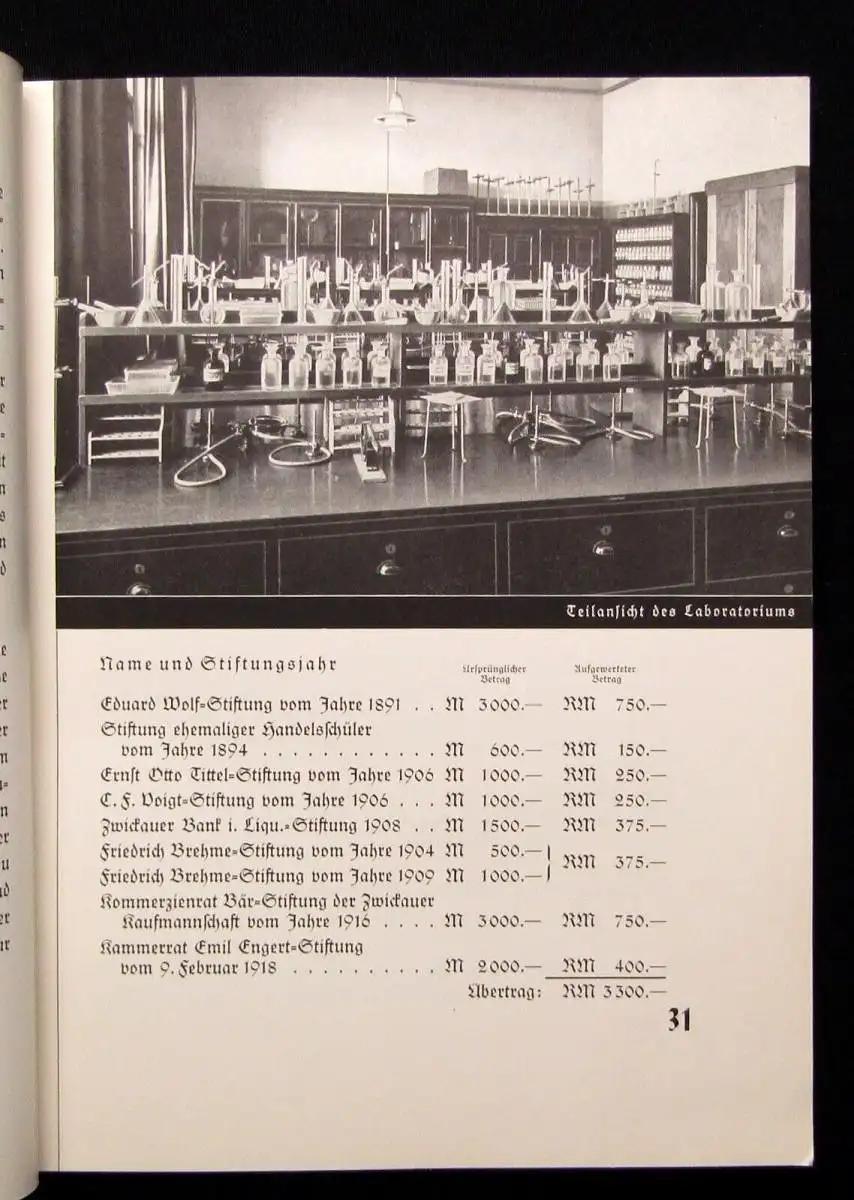 Teilansicht des Laboratoriums
Name und Stiftungsjahr
Ursprünglicher Betrag
Aufgewerteter Betrag
Eduard Wolf=Stiftung vom Jahre 1891 . . M 3000.— RM 750.—
Stiftung ehemaliger Handelsschüler
vom Jahre 1894 . . . . . . . . . . . . M 600.— RM 150.—
Ernst Otto Tittel=Stiftung vom Jahre 1906 M 1000.— RM 250.—
C. F. Voigt=Stiftung vom Jahre 1906 . . . M 1000.— RM 250.—
Zwickauer Bank i. Liqu.=Stiftung 1908 . . M 1500.— RM 375.—
Friedrich Brehme=Stiftung vom Jahre 1904 M 500.—
RM 375.—
Friedrich Brehme=Stiftung vom Jahre 1909 M 1000.—
Kommerzienrat Bär=Stiftung der Zwickauer
Kaufmannschaft vom Jahre 1916 . . . . M 3000.— RM 750.—
Kammerrat Emil Engert=Stiftung
vom 9. Februar 1918 . . . . . . . . . . M 2000.— RM 400.—
Übertrag: RM 3300.—
31